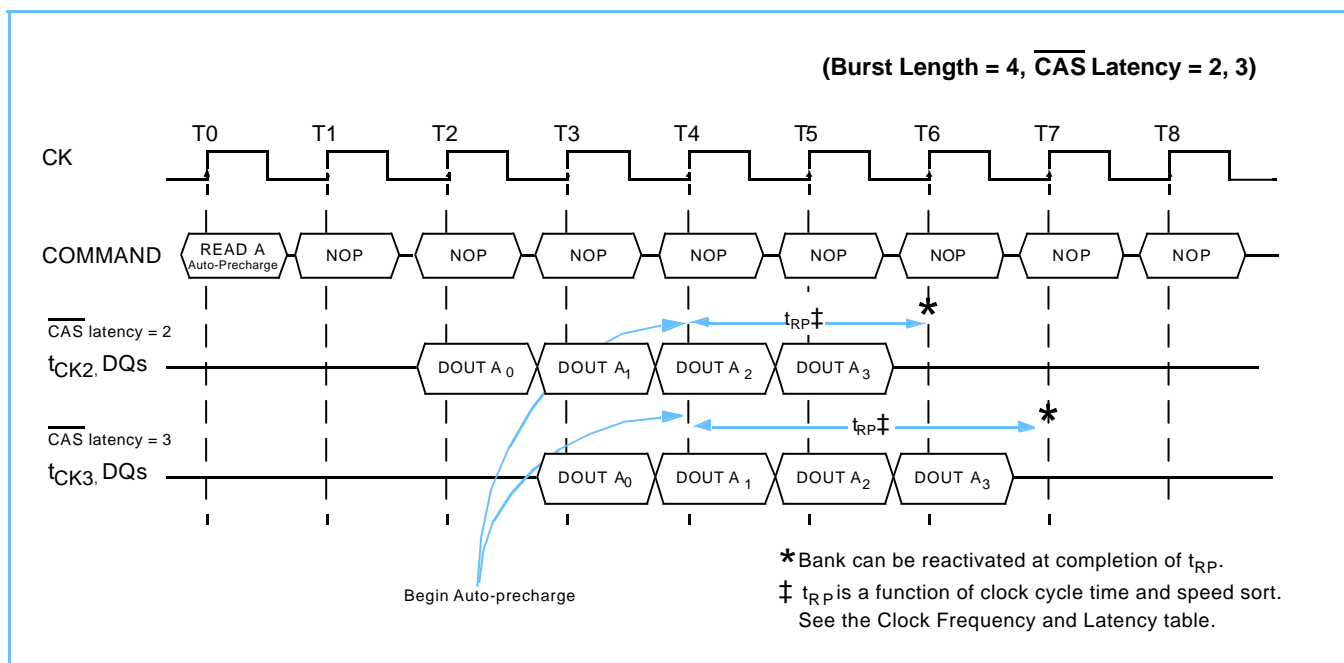 (Burst Length = 4, CAS Latency = 2, 3)
T0 T1 T2 T3 T4 T5 T6 T7 T8
CK
COMMAND
READ A
Auto-Precharge
NOP NOP NOP NOP NOP NOP NOP NOP
CAS latency = 2
tRP‡ *
tCK2, DQs
DOUT A0 DOUT A1 DOUT A2 DOUT A3
CAS latency = 3
tRP‡ *
tCK3, DQs
DOUT A0 DOUT A1 DOUT A2 DOUT A3
Begin Auto-precharge
* Bank can be reactivated at completion of tRP.
‡ tRP is a function of clock cycle time and speed sort.
See the Clock Frequency and Latency table.